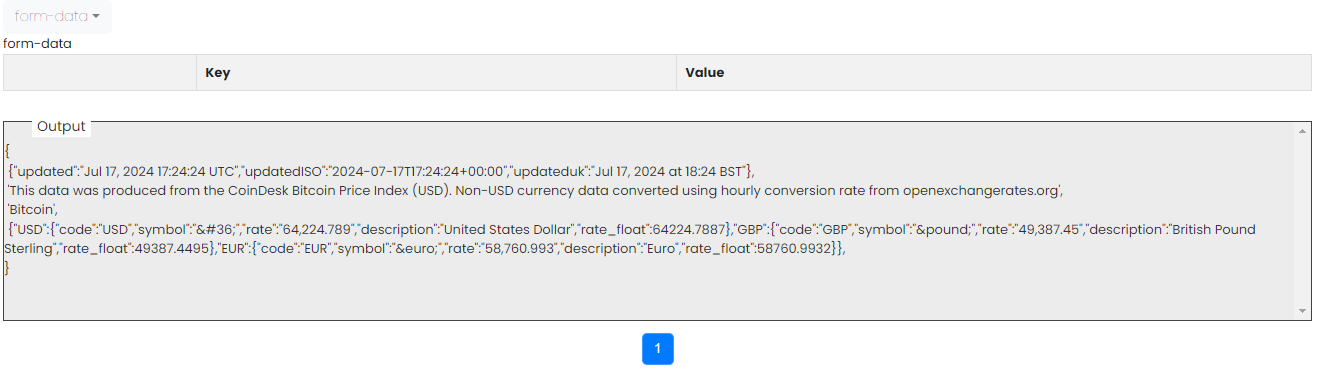 form-data
form-data
Key Value
Output
{
{"updated":"Jul 17, 2024 17:24:24 UTC","updatedISO":"2024-07-17T17:24:24+00:00","updateduk":"Jul 17, 2024 at 18:24 BST"},
'This data was produced from the CoinDesk Bitcoin Price Index (USD). Non-USD currency data converted using hourly conversion rate from openexchangerates.org',
'Bitcoin',
{"USD":{"code":"USD","symbol":"&#36;","rate":"64,224.789","description":"United States Dollar","rate_float":64224.7887},"GBP":{"code":"GBP","symbol":"&pound;","rate":"49,387.45","description":"British Pound
Sterling","rate_float":49387.4495},"EUR":{"code":"EUR","symbol":"&euro;","rate":"58,760.993","description":"Euro","rate_float":58760.9932}},
}
1